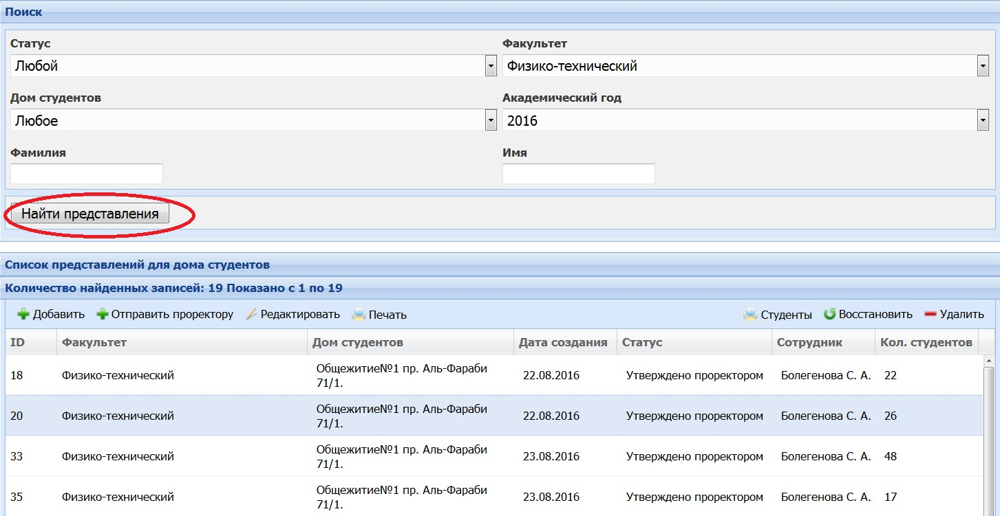 Поиск
Статус Факультет
Любой Физико-технический
Дом студентов Академический год
Любое 2016
Фамилия Имя
Найти представления
Список представлений для дома студентов
Количество найденных записей: 19 Показано с 1 по 19
Добавить Отправить проректору Редактировать Печать Студенты Восстановить Удалить
ID Факультет Дом студентов Дата создания Статус Сотрудник Кол. студентов
18 Физико-технический Общежитие№1 пр. Аль-Фараби 71/1. 22.08.2016 Утверждено проректором Болегенова С. А. 22
20 Физико-технический Общежитие№1 пр. Аль-Фараби 71/1. 22.08.2016 Утверждено проректором Болегенова С. А. 26
33 Физико-технический Общежитие№1 пр. Аль-Фараби 71/1. 23.08.2016 Утверждено проректором Болегенова С. А. 48
35 Физико-технический Общежитие№1 пр. Аль-Фараби 71/1. 23.08.2016 Утверждено проректором Болегенова С. А. 17